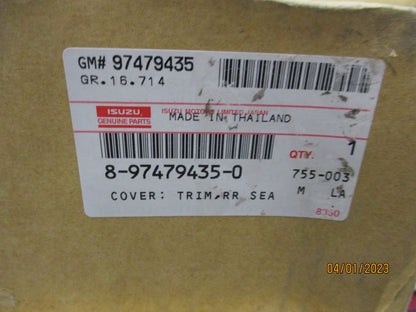 GM# 97479435
GR.16.714
ISUZU
GENUINE PARTS
ISUZU MOTORS LIMITED JAPAN
MADE IN THAILAND
QTY. 1
8-97479435-0
755-003
COVER: TRIM,RR SEA
M LA
8350
04/01/2023